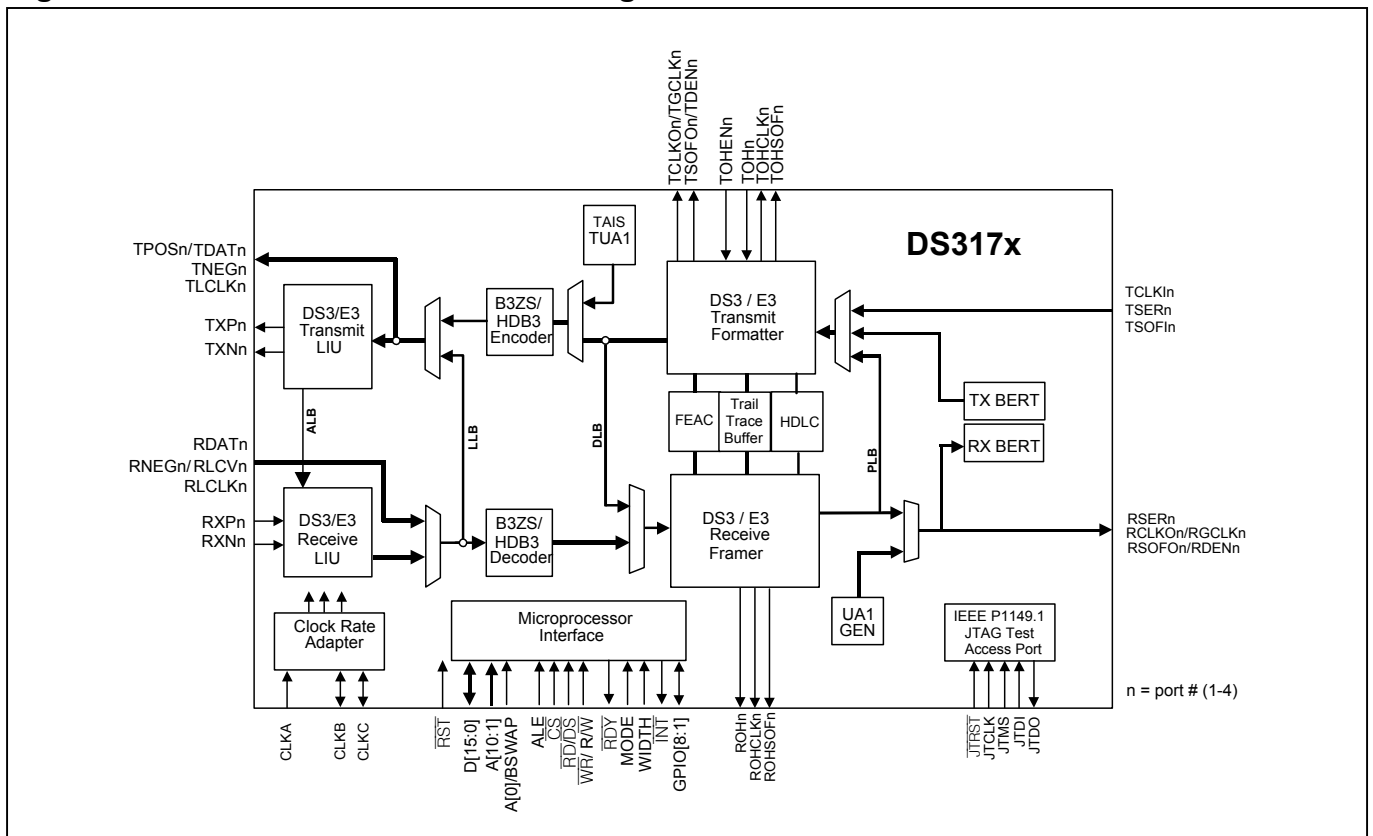 TCLKOn/TGCLKn
TSOFOn/TDENn
TOHENn
TOHn
TOHCLKn
TOHSOFn
DS317x
TAIS
TUA1
TPOSn/TDATn
TNEGn
TLCLKn
TXPn
TXNn
DS3/E3
Transmit
LIU
B3ZS/
HDB3
Encoder
DS3 / E3
Transmit
Formatter
TCLKIn
TSERn
TSOFIn
TX BERT
RX BERT
FEAC
Trail
Trace
Buffer
HDLC
ALB
LLB
DLB
PLB
RDATn
RNEGn/RLCVn
RLCLKn
RXPn
RXNn
DS3/E3
Receive
LIU
B3ZS/
HDB3
Decoder
DS3 / E3
Receive
Framer
RSERn
RCLKOn/RGCLKn
RSOFOn/RDENn
UA1
GEN
Clock Rate
Adapter
Microprocessor
Interface
IEEE P1149.1
JTAG Test
Access Port
n = port # (1-4)
CLKA
CLKB
CLKC
RST
D[15:0]
A[10:1]
A[0]/BSWAP
ALE
CS
RD/DS
WR/ R/W
RDY
MODE
WIDTH
INT
GPIO[8:1]
ROHn
ROHCLKn
ROHSOFn
JTRST
JTCLK
JTMS
JTDI
JTDO